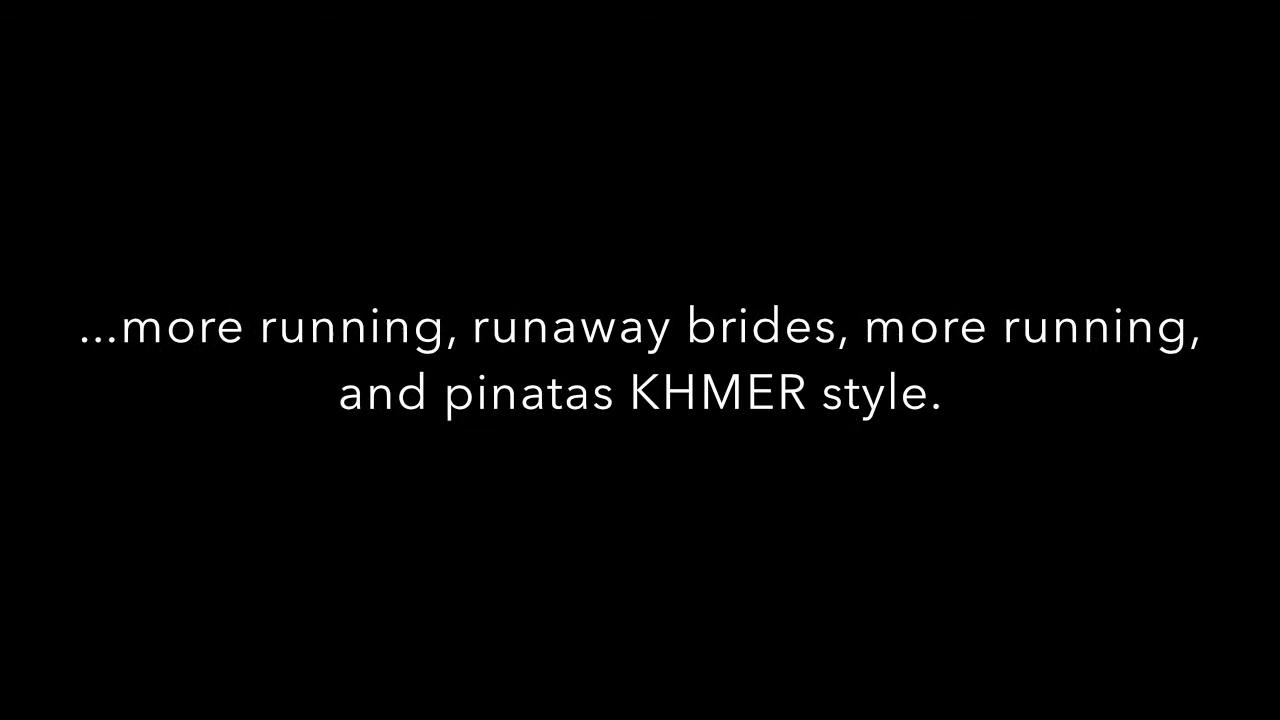 ...more running, runaway brides, more running,
and pinatas KHMER style.